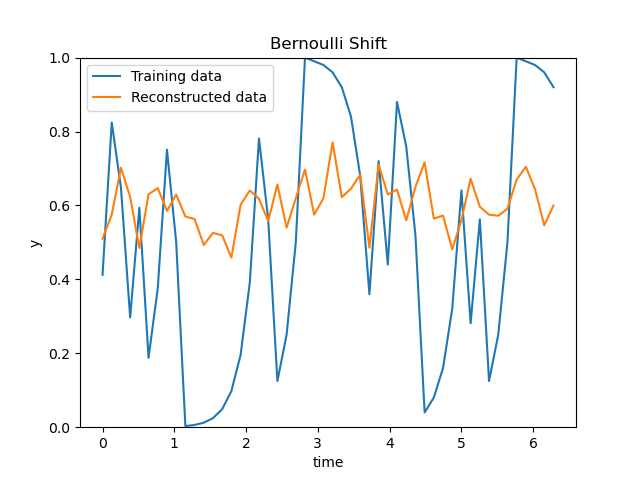 Bernoulli Shift
Training data
Reconstructed data
1.0
0.8
0.6
0.4
0.2
0.0
y
0 1 2 3 4 5 6
time